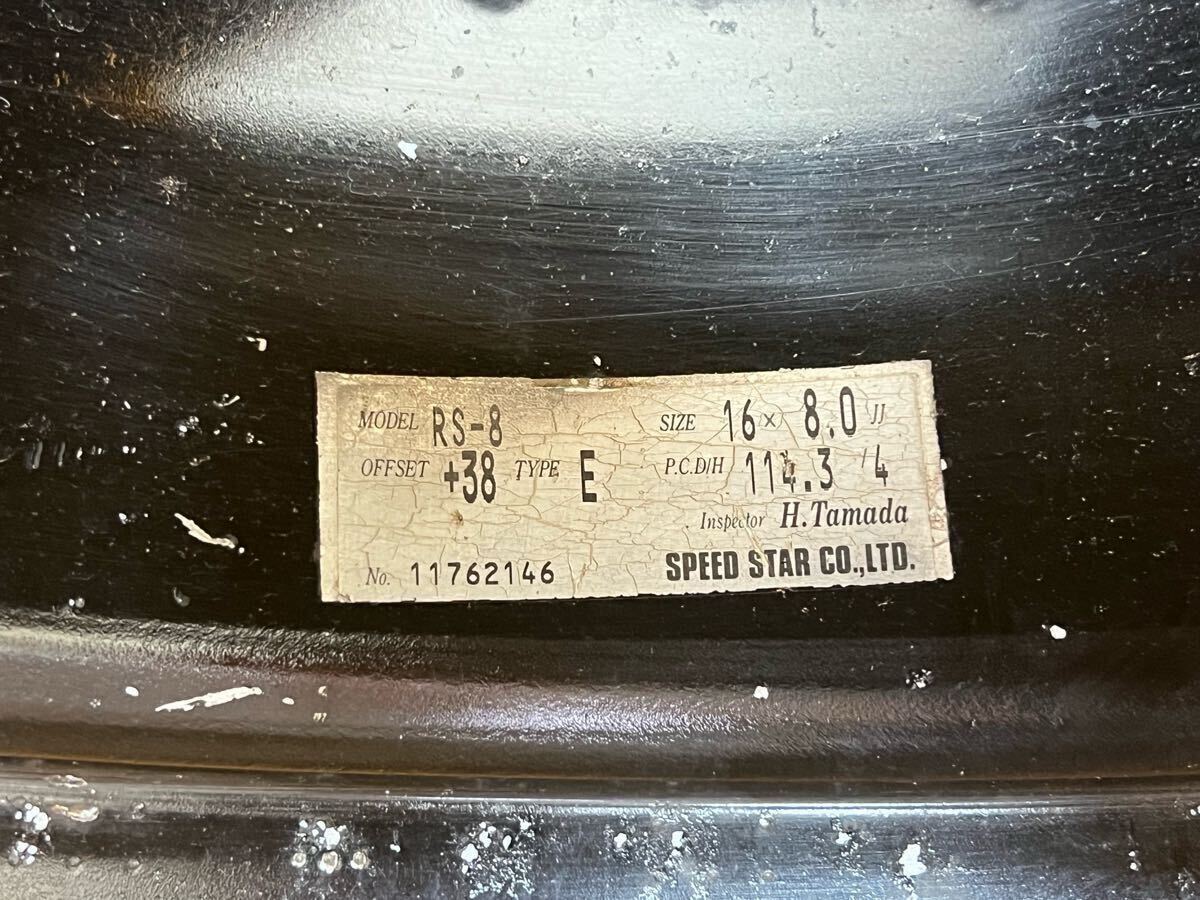 MODEL RS-8 SIZE 16 × 8.0 JJ
OFFSET +38 TYPE E P.C.D/H 114.3 /4
Inspector H.Tamada
No. 11762146 SPEED STAR CO.,LTD.